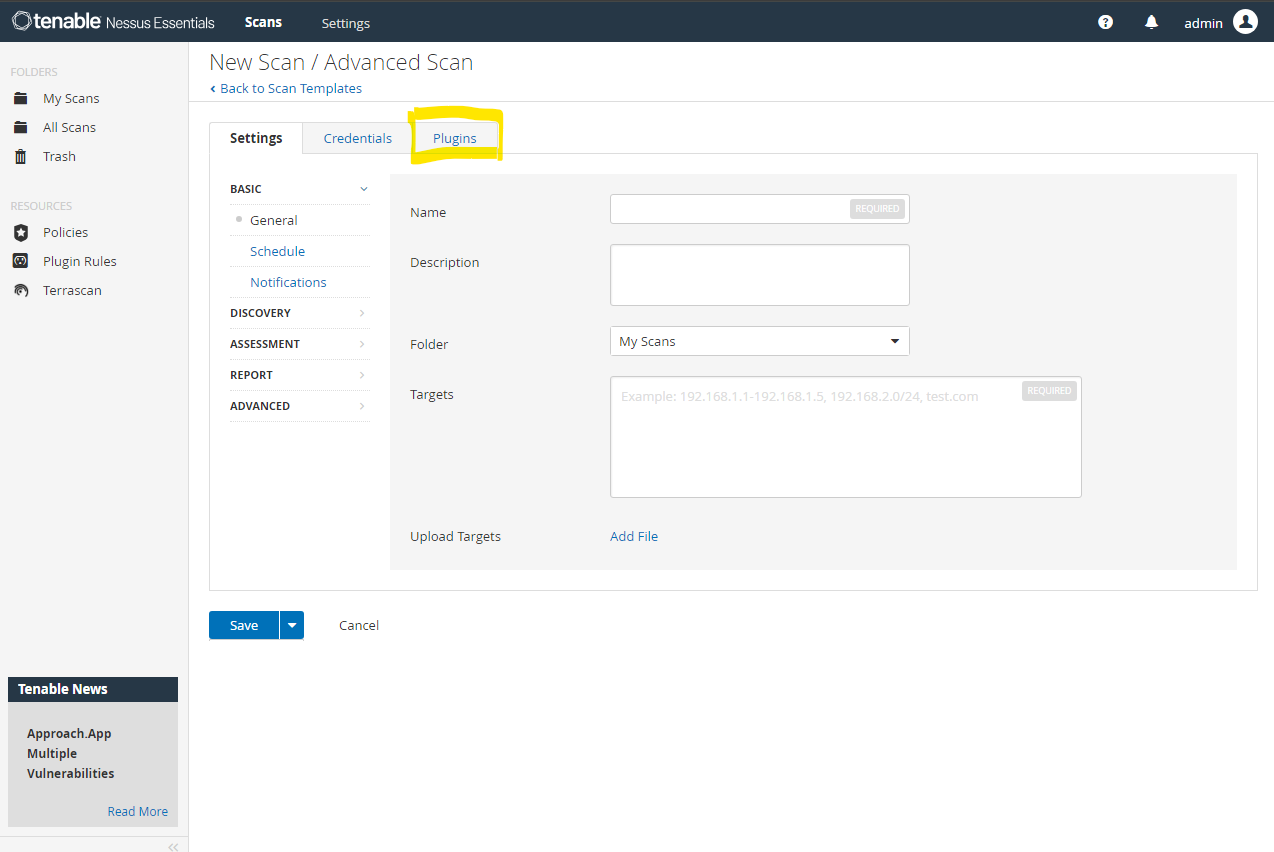 tenable Nessus Essentials Scans Settings admin
FOLDERS
My Scans
All Scans
Trash
RESOURCES
Policies
Plugin Rules
Terrascan
Tenable News
Approach.App
Multiple
Vulnerabilities
Read More
New Scan / Advanced Scan
Back to Scan Templates
Settings Credentials Plugins
BASIC
General
Schedule
Notifications
DISCOVERY
ASSESSMENT
REPORT
ADVANCED
Name REQUIRED
Description
Folder My Scans
Targets Example: 192.168.1.1-192.168.1.5, 192.168.2.0/24, test.com REQUIRED
Upload Targets Add File
Save Cancel